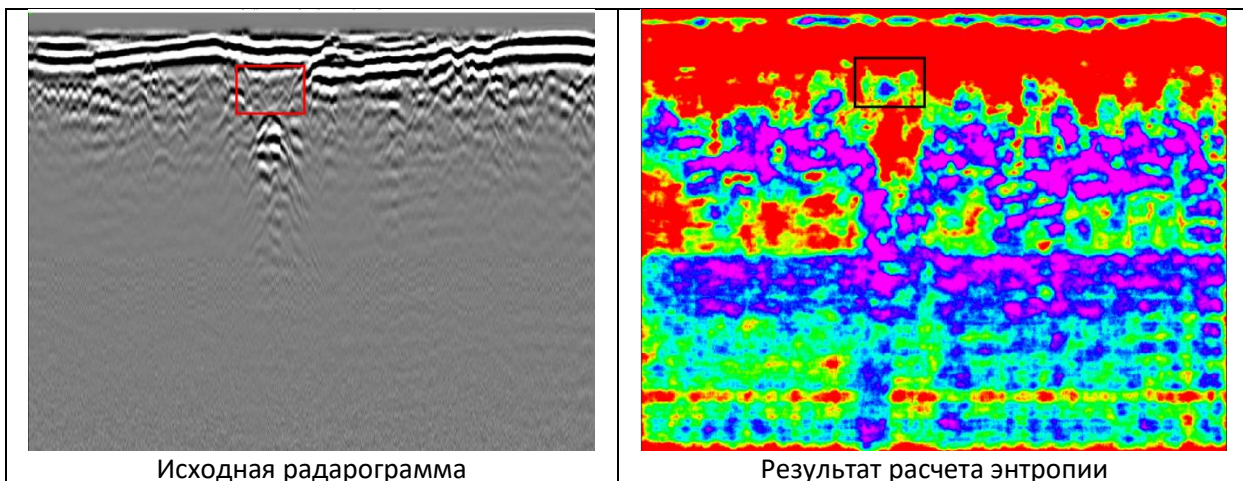 Исходная радарограмма
Результат расчета энтропии